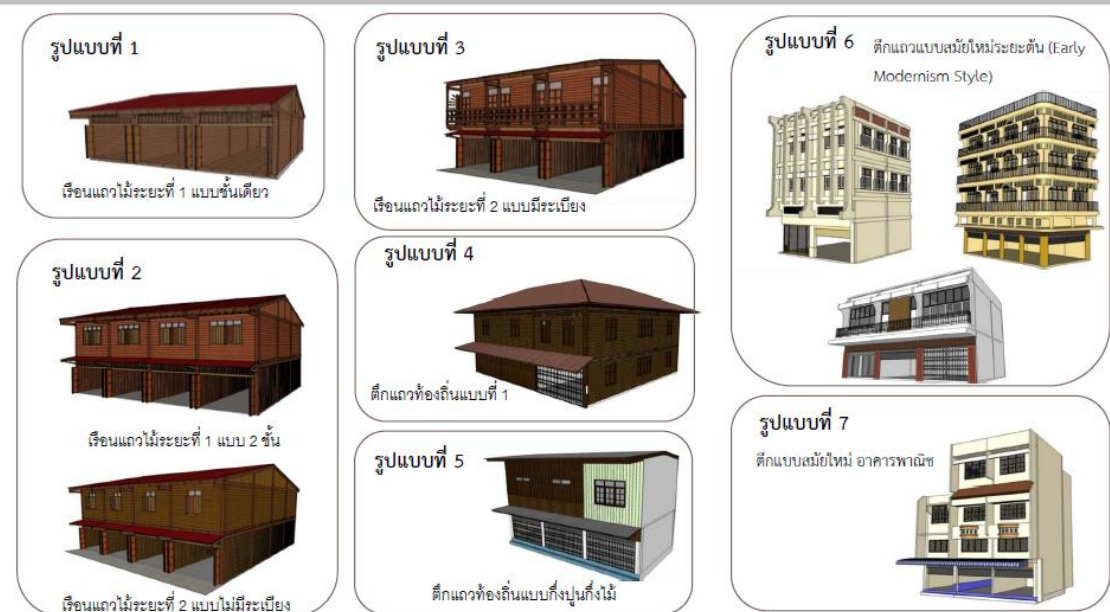 รูปแบบที่ 1
เรือนแถวไม้ระยะที่ 1 แบบชั้นเดียว
รูปแบบที่ 2
เรือนแถวไม้ระยะที่ 1 แบบ 2 ชั้น
เรือนแถวไม้ระยะที่ 2 แบบไม่มีระเบียง
รูปแบบที่ 3
เรือนแถวไม้ระยะที่ 2 แบบมีระเบียง
รูปแบบที่ 4
ตึกแถวท้องถิ่นแบบที่ 1
รูปแบบที่ 5
ตึกแถวท้องถิ่นแบบกึ่งปูนกึ่งไม้
รูปแบบที่ 6 ตึกแถวแบบสมัยใหม่ระยะต้น (Early
Modernism Style)
รูปแบบที่ 7
ตึกแบบสมัยใหม่ อาคารพาณิช